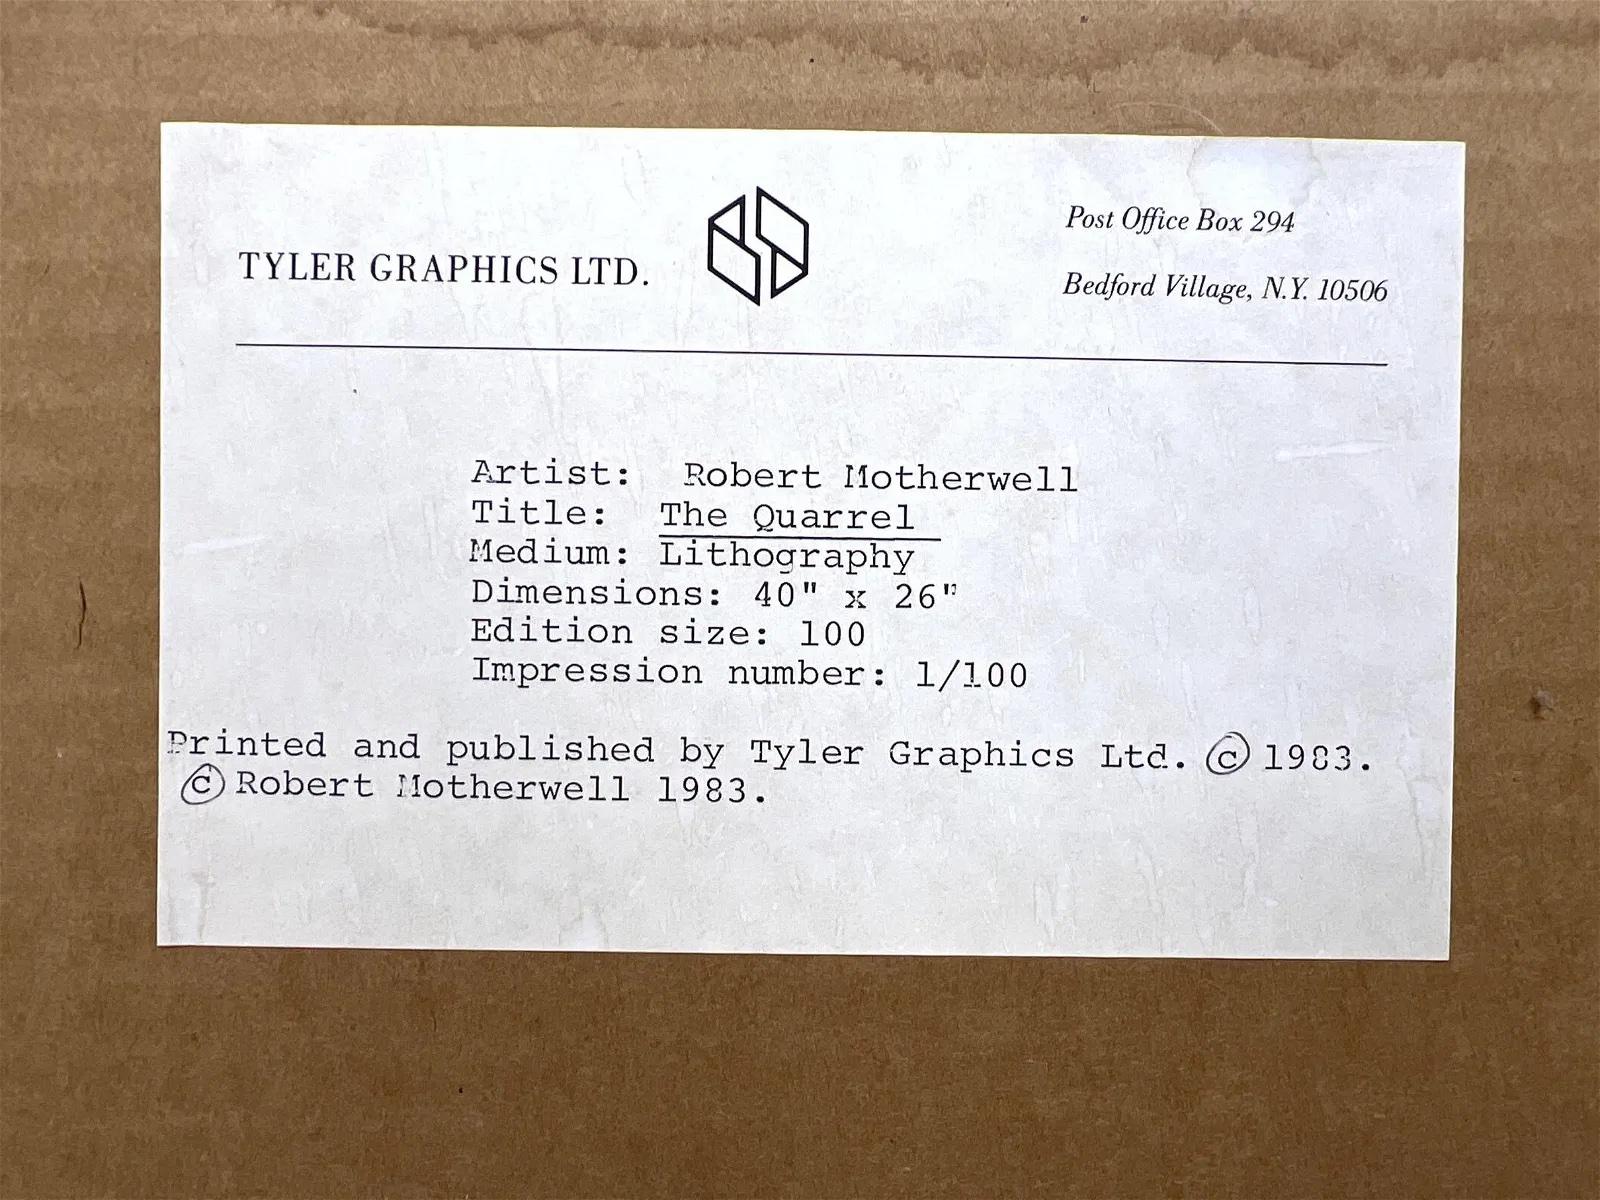 TYLER GRAPHICS LTD.
Post Office Box 294
Bedford Village, N.Y. 10506
Artist: Robert Motherwell
Title: The Quarrel
Medium: Lithography
Dimensions: 40" x 26"
Edition size: 100
Impression number: 1/100
Printed and published by Tyler Graphics Ltd. © 1983.
© Robert Motherwell 1983.